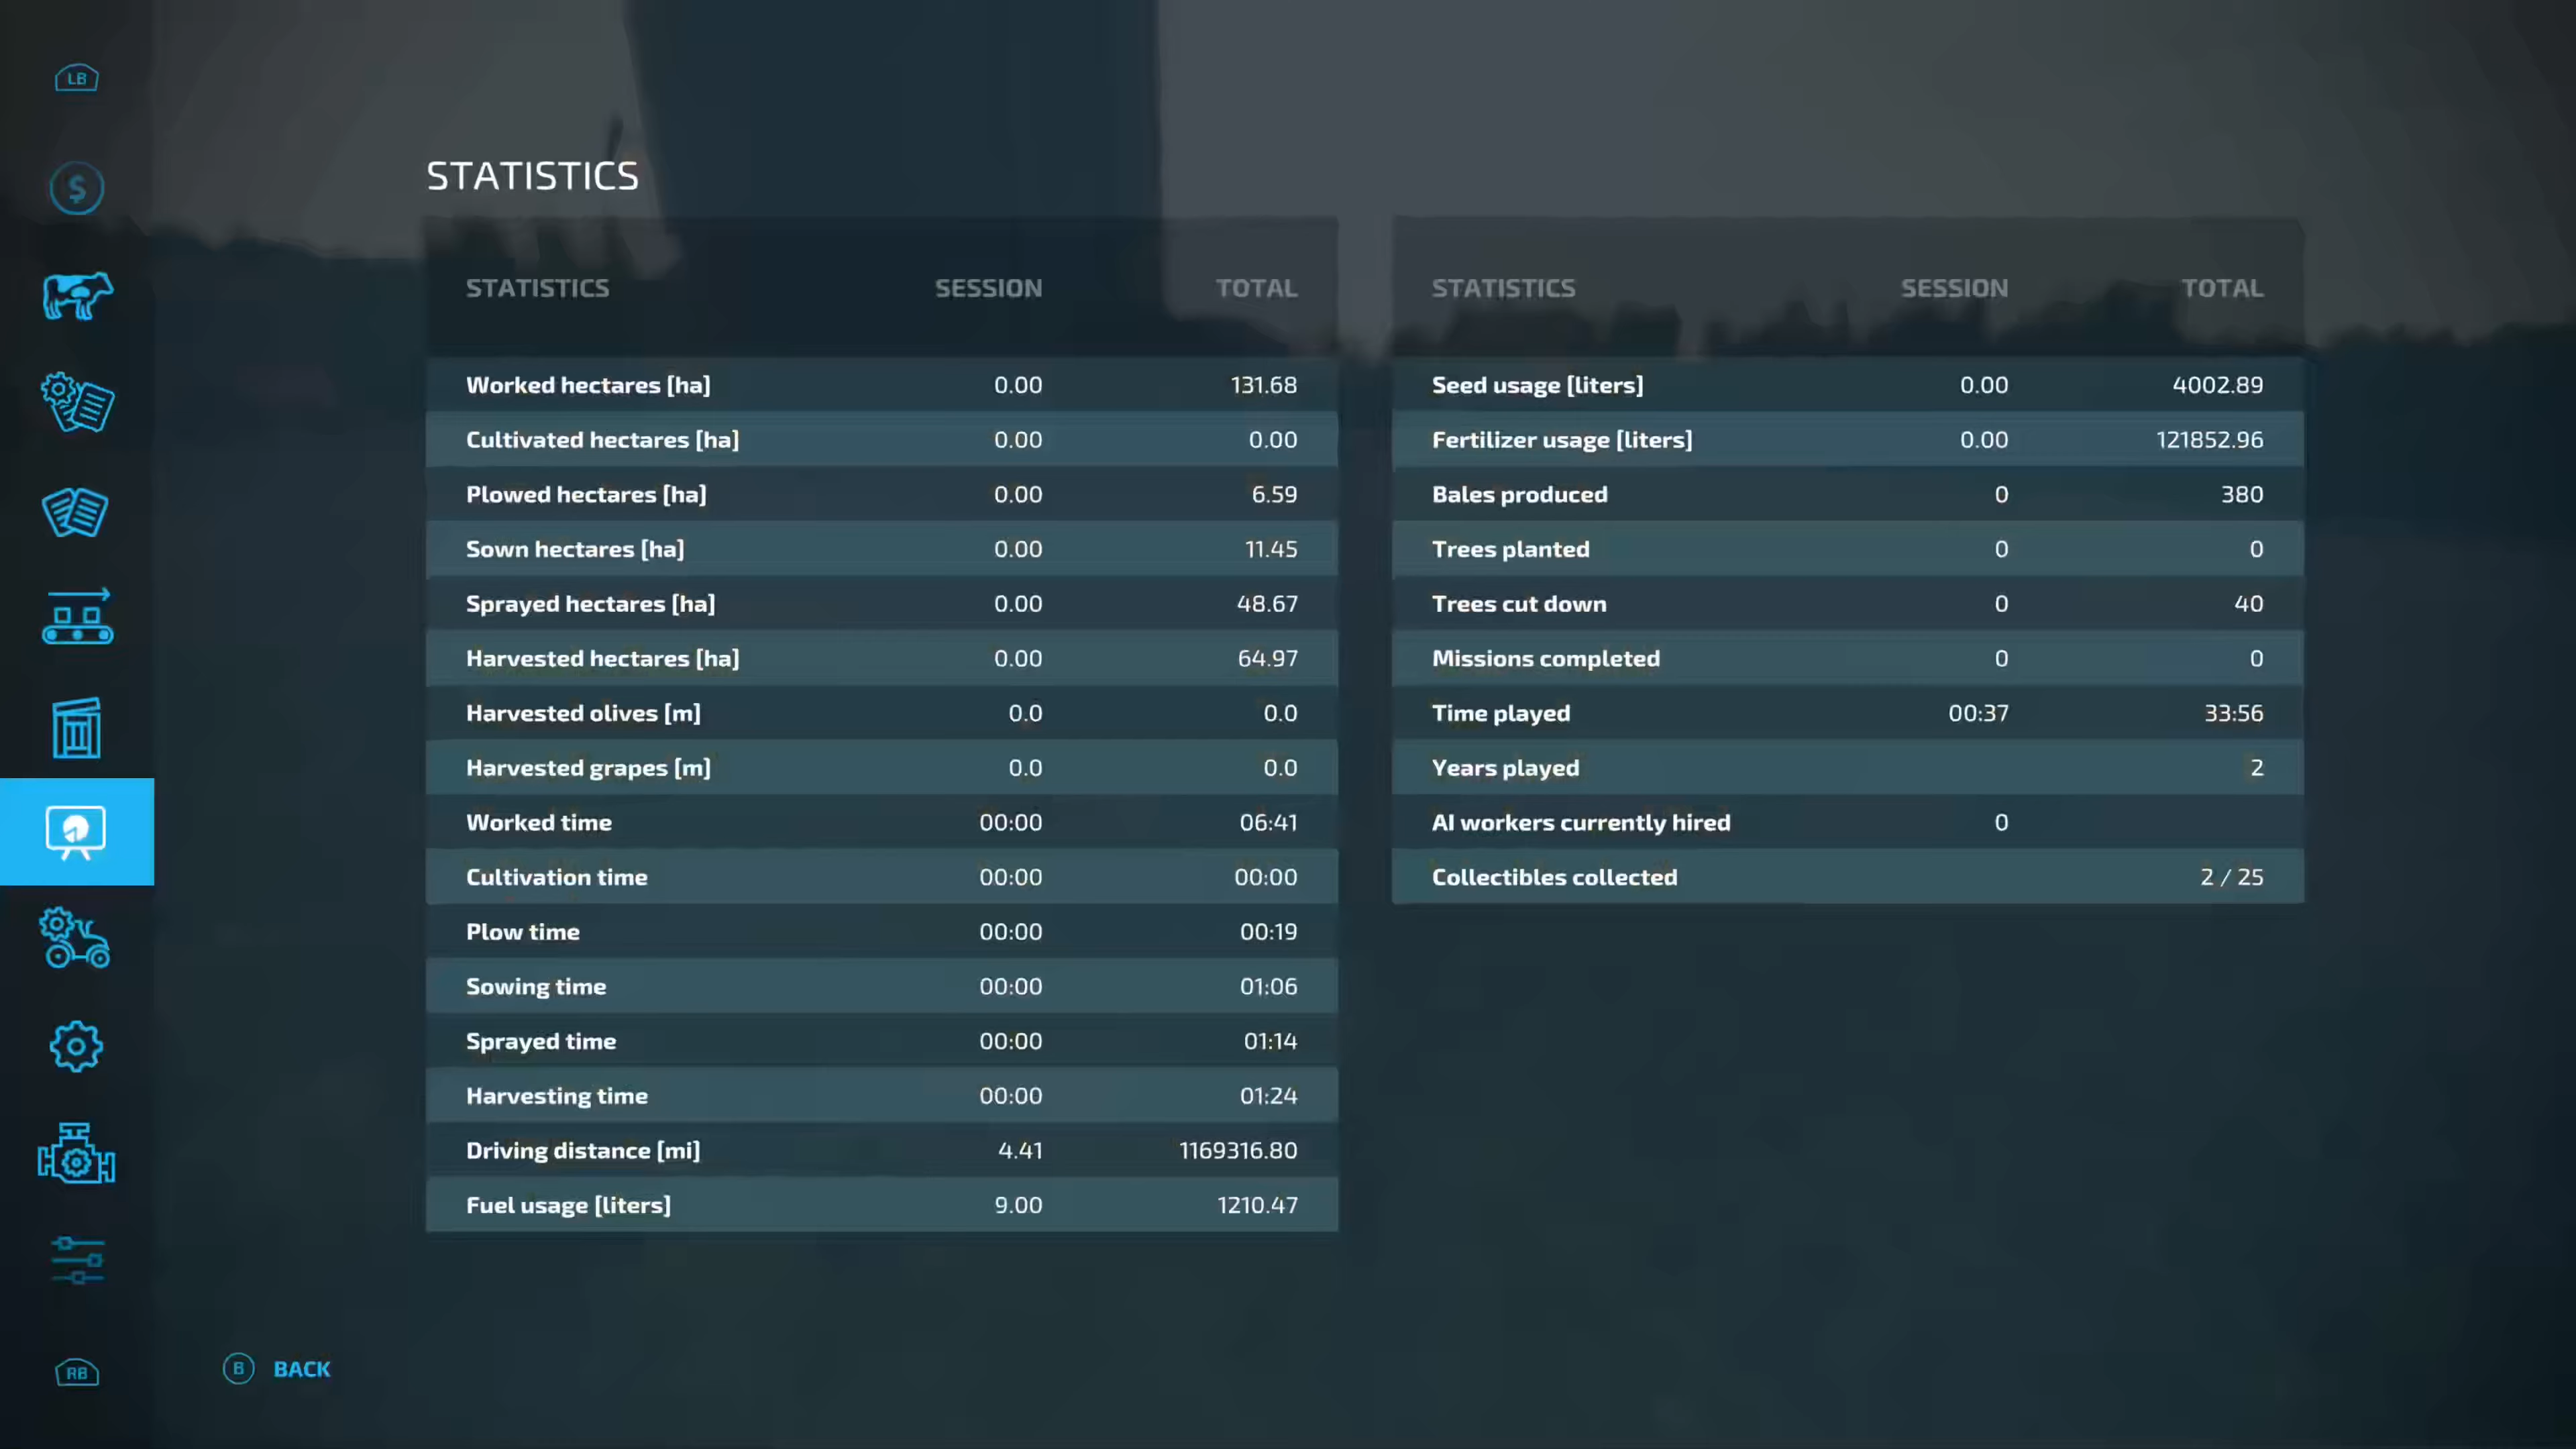 LB
STATISTICS
STATISTICS SESSION TOTAL
Worked hectares [ha] 0.00 131.68
Cultivated hectares [ha] 0.00 0.00
Plowed hectares [ha] 0.00 6.59
Sown hectares [ha] 0.00 11.45
Sprayed hectares [ha] 0.00 48.67
Harvested hectares [ha] 0.00 64.97
Harvested olives [m] 0.0 0.0
Harvested grapes [m] 0.0 0.0
Worked time 00:00 06:41
Cultivation time 00:00 00:00
Plow time 00:00 00:19
Sowing time 00:00 01:06
Sprayed time 00:00 01:14
Harvesting time 00:00 01:24
Driving distance [mi] 4.41 1169316.80
Fuel usage [liters] 9.00 1210.47
STATISTICS SESSION TOTAL
Seed usage [liters] 0.00 4002.89
Fertilizer usage [liters] 0.00 121852.96
Bales produced 0 380
Trees planted 0 0
Trees cut down 0 40
Missions completed 0 0
Time played 00:37 33:56
Years played 2
AI workers currently hired 0
Collectibles collected 2 / 25
RB
B BACK